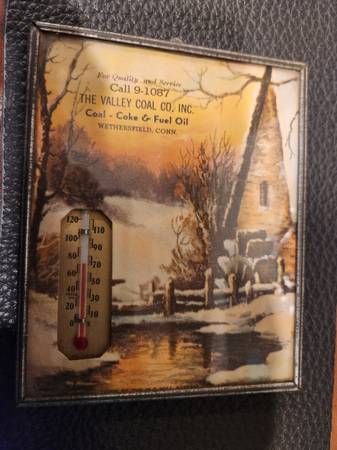 For Quality and Service
Call 9-1087
THE VALLEY COAL CO. INC.
Coal - Coke & Fuel Oil
WETHERSFIELD, CONN.
120
110
100
90
80
70
60
50
40
30
20
10
0